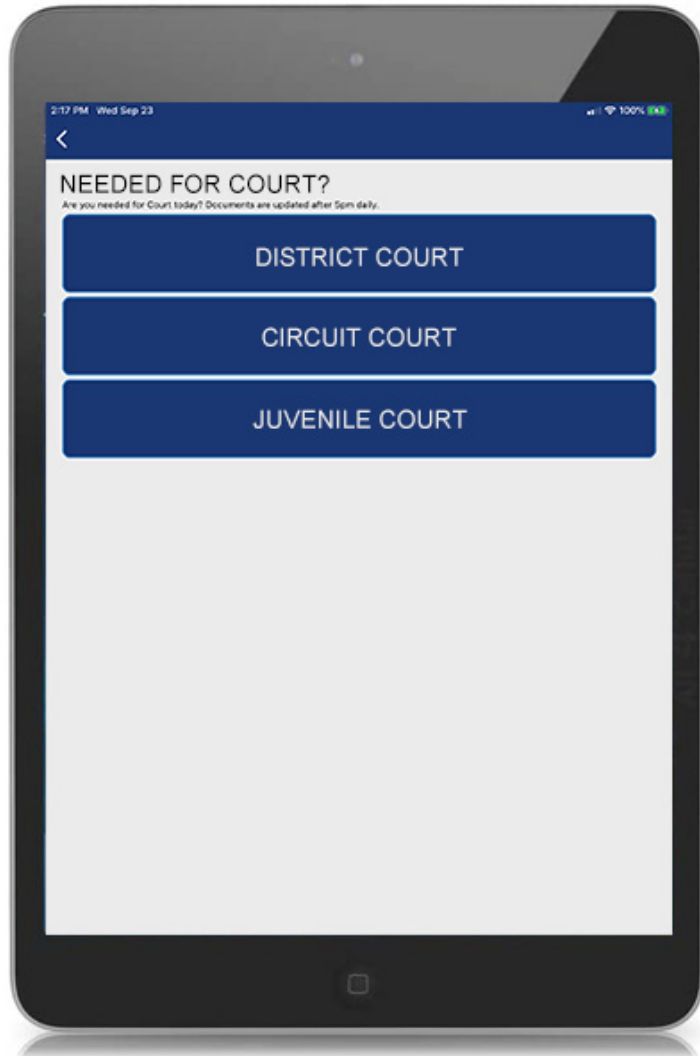 2:17 PM Wed Sep 23
100%
NEEDED FOR COURT?
Are you needed for Court today? Documents are updated after 5pm daily.
DISTRICT COURT
CIRCUIT COURT
JUVENILE COURT